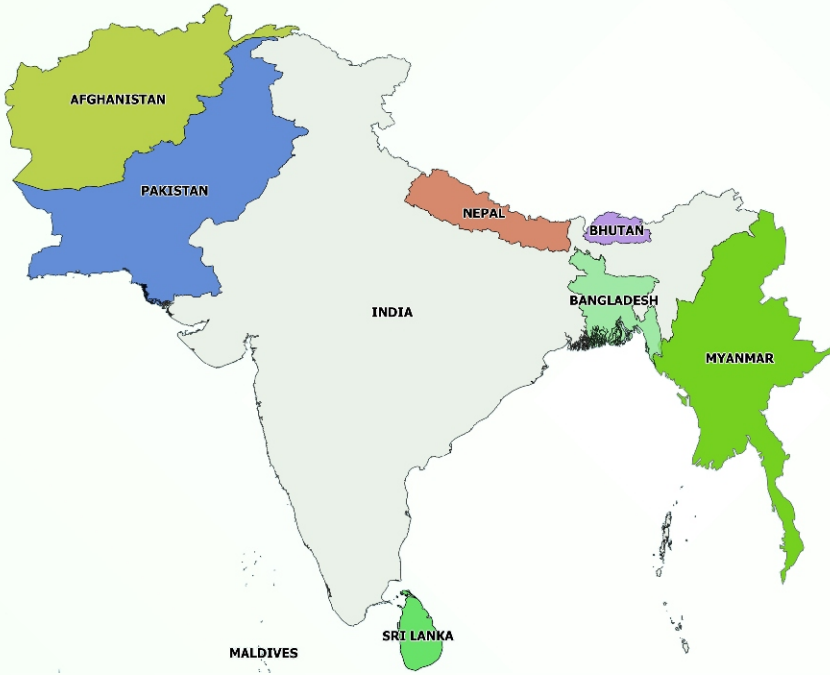 AFGHANISTAN
PAKISTAN
NEPAL
BHUTAN
BANGLADESH
INDIA
MYANMAR
SRI LANKA
MALDIVES